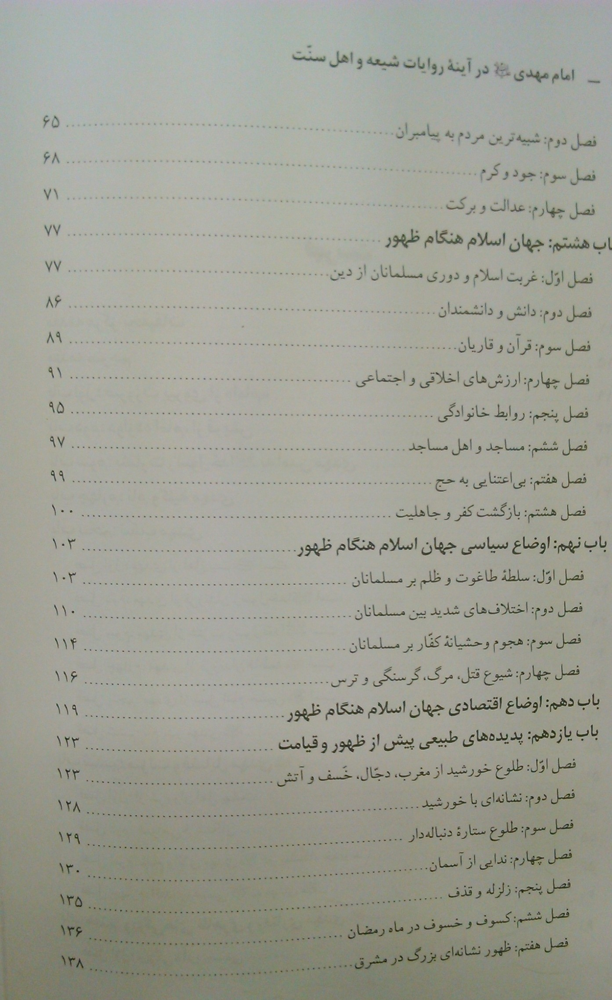 امام مهدی در آینهٔ روایات شیعه و اهل سنّت
فصل دوم: شبیه‌ترین مردم به پیامبران ۶۵
فصل سوم: جود و کرم ۶۸
فصل چهارم: عدالت و برکت ۷۱
باب هشتم: جهان اسلام هنگام ظهور ۷۷
فصل اوّل: غربت اسلام و دوری مسلمانان از دین ۷۷
فصل دوم: دانش و دانشمندان ۸۶
فصل سوم: قرآن و قاریان ۸۹
فصل چهارم: ارزش‌های اخلاقی و اجتماعی ۹۱
فصل پنجم: روابط خانوادگی ۹۵
فصل ششم: مساجد و اهل مساجد ۹۷
فصل هفتم: بی‌اعتنایی به حج ۹۹
فصل هشتم: بازگشت کفر و جاهلیت ۱۰۰
باب نهم: اوضاع سیاسی جهان اسلام هنگام ظهور ۱۰۳
فصل اوّل: سلطهٔ طاغوت و ظلم بر مسلمانان ۱۰۳
فصل دوم: اختلاف‌های شدید بین مسلمانان ۱۱۰
فصل سوم: هجوم وحشیانهٔ کفّار بر مسلمانان ۱۱۴
فصل چهارم: شیوع قتل، مرگ، گرسنگی و ترس ۱۱۶
باب دهم: اوضاع اقتصادی جهان اسلام هنگام ظهور ۱۱۹
باب یازدهم: پدیده‌های طبیعی پیش از ظهور و قیامت ۱۲۳
فصل اوّل: طلوع خورشید از مغرب، دجّال، خَسف و آتش ۱۲۳
فصل دوم: نشانه‌ای با خورشید ۱۲۸
فصل سوم: طلوع ستارهٔ دنباله‌دار ۱۲۹
فصل چهارم: ندایی از آسمان ۱۳۰
فصل پنجم: زلزله و قذف ۱۳۵
فصل ششم: کسوف و خسوف در ماه رمضان ۱۳۶
فصل هفتم: ظهور نشانه‌ای بزرگ در مشرق ۱۳۸